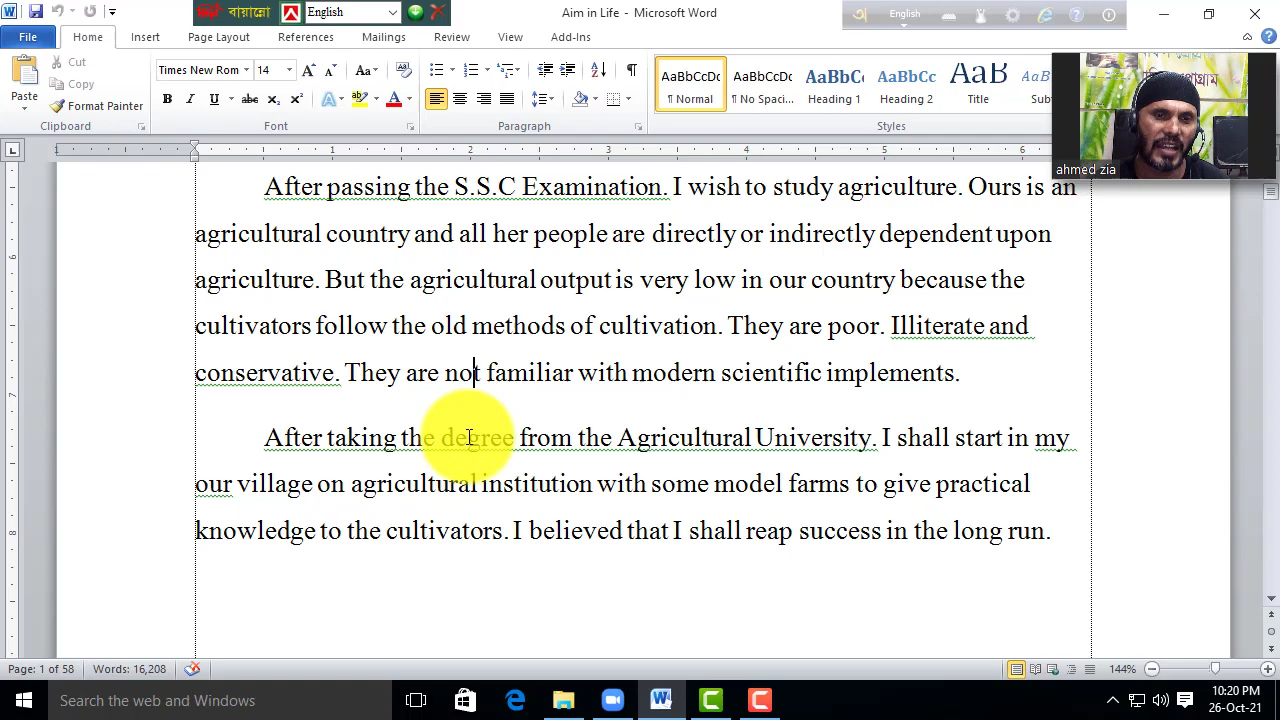 বায়ান্নো English Aim in Life - Microsoft Word English
File Home Insert Page Layout References Mailings Review View Add-Ins
Paste Cut Copy Format Painter Clipboard
Times New Rom 14 Font
Paragraph
AaBbCcDc ¶ Normal AaBbCcDc ¶ No Spaci... AaBbC Heading 1 AaBbCc Heading 2 AaB Title Styles
ahmed zia
After passing the S.S.C Examination. I wish to study agriculture. Ours is an
agricultural country and all her people are directly or indirectly dependent upon
agriculture. But the agricultural output is very low in our country because the
cultivators follow the old methods of cultivation. They are poor. Illiterate and
conservative. They are not familiar with modern scientific implements.
After taking the degree from the Agricultural University. I shall start in my
our village on agricultural institution with some model farms to give practical
knowledge to the cultivators. I believed that I shall reap success in the long run.
Page: 1 of 58 Words: 16,208 144%
Search the web and Windows
10:20 PM
26-Oct-21